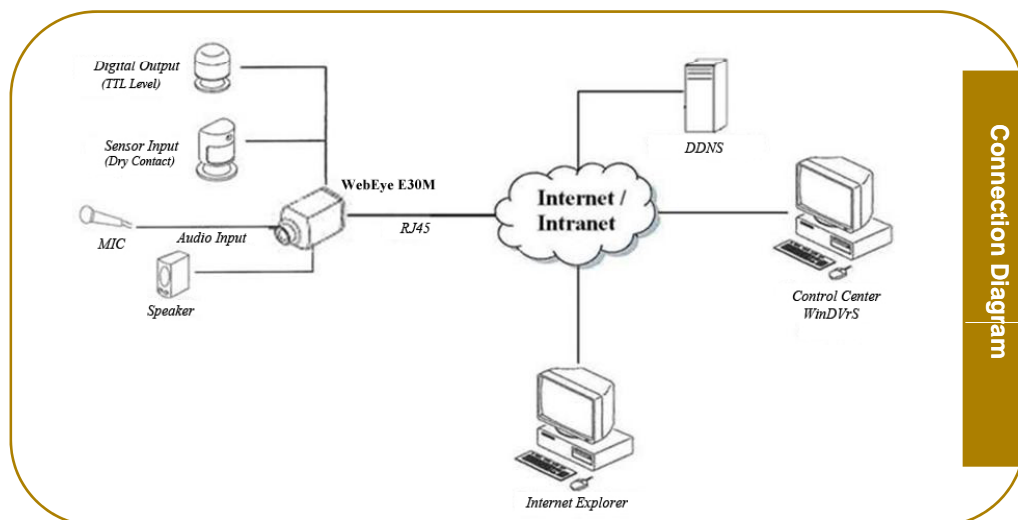 Digital Output
(TTL Level)
Sensor Input
(Dry Contact)
MIC
Audio Input
Speaker
WebEye E30M
RJ45
Internet /
Intranet
DDNS
Control Center
WinDVrS
Internet Explorer
Connection Diagram